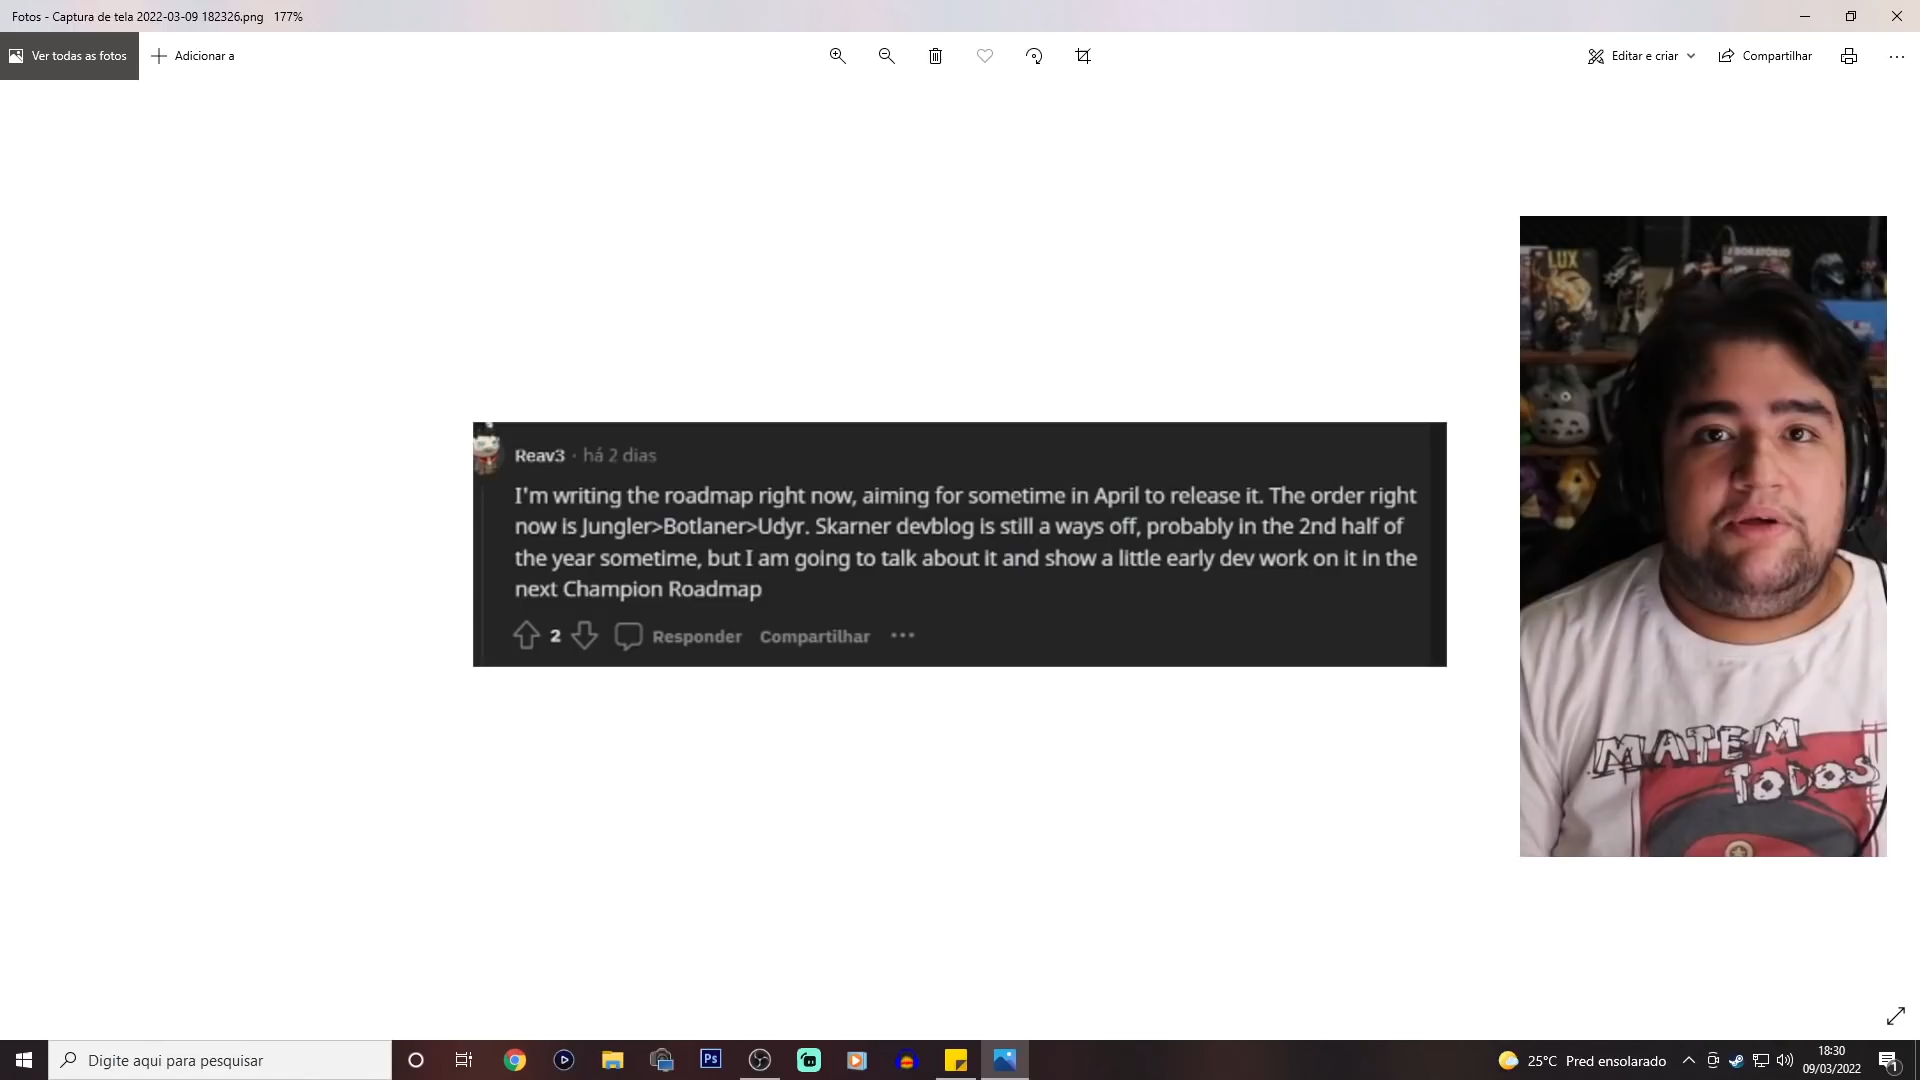 Fotos - Captura de tela 2022-03-09 182326.png 177%
Ver todas as fotos
Adicionar a
Editar e criar
Compartilhar
LUX
LABORATÓRIO
Reav3 · há 2 dias
I'm writing the roadmap right now, aiming for sometime in April to release it. The order right
now is Jungler>Botlaner>Udyr. Skarner devblog is still a ways off, probably in the 2nd half of
the year sometime, but I am going to talk about it and show a little early dev work on it in the
next Champion Roadmap
2
Responder
Compartilhar
MATEM
TODOS
Digite aqui para pesquisar
Ps
25°C Pred ensolarado
18:30
09/03/2022
1